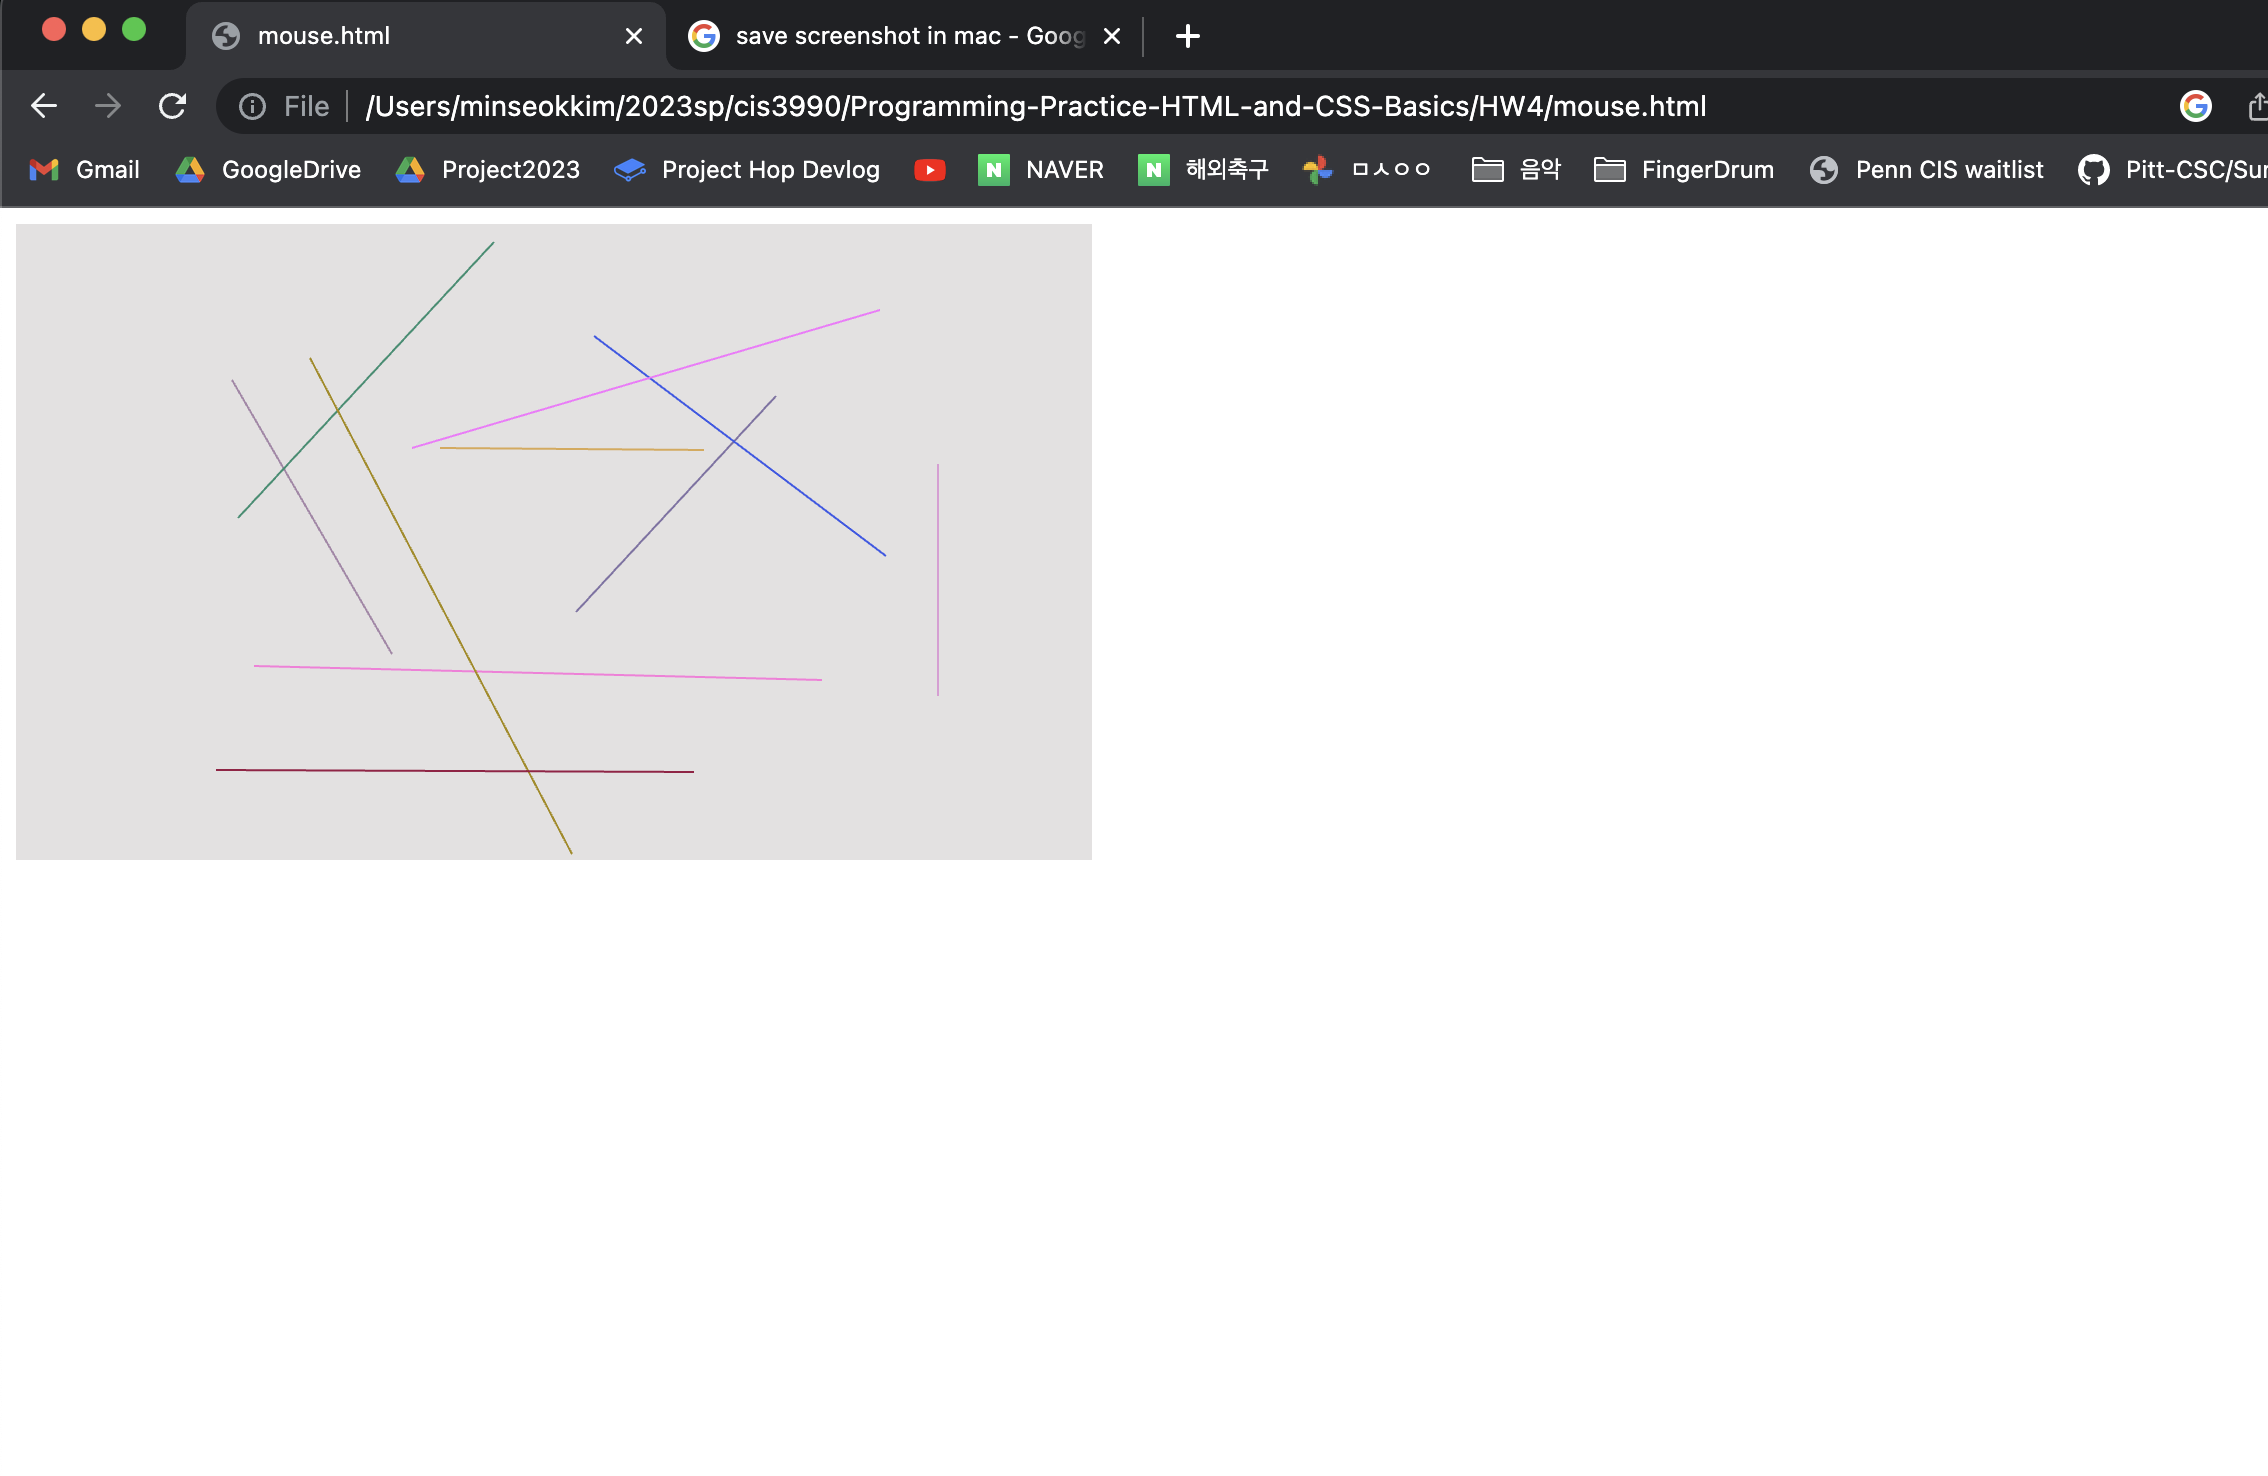 mouse.html
save screenshot in mac - Goog
File
/Users/minseokkim/2023sp/cis3990/Programming-Practice-HTML-and-CSS-Basics/HW4/mouse.html
Gmail
GoogleDrive
Project2023
Project Hop Devlog
NAVER
해외축구
ㅁㅅㅇㅇ
음악
FingerDrum
Penn CIS waitlist
Pitt-CSC/Sum